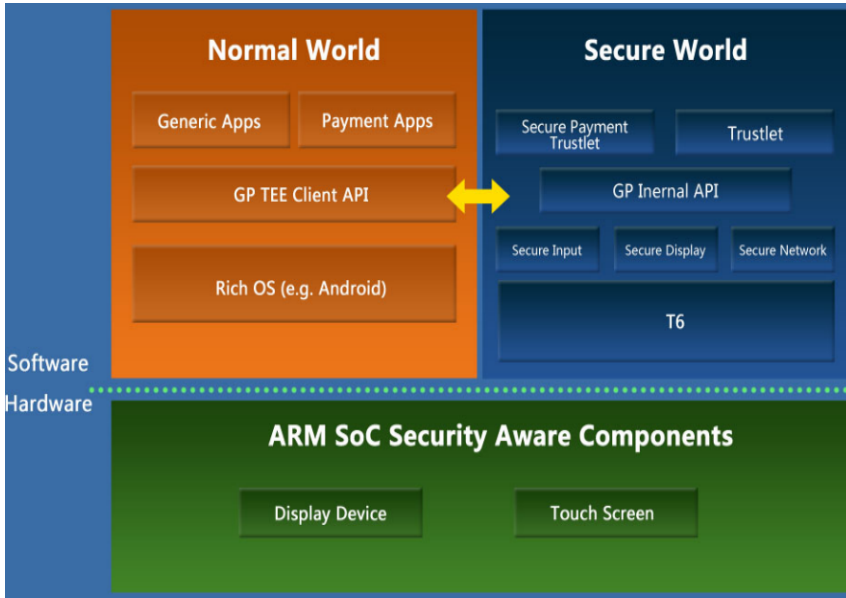 Normal World
Secure World
Generic Apps
Payment Apps
Secure Payment
Trustlet
Trustlet
GP TEE Client API
GP Inernal API
Secure Input
Secure Display
Secure Network
Rich OS (e.g. Android)
T6
Software
Hardware
ARM SoC Security Aware Components
Display Device
Touch Screen